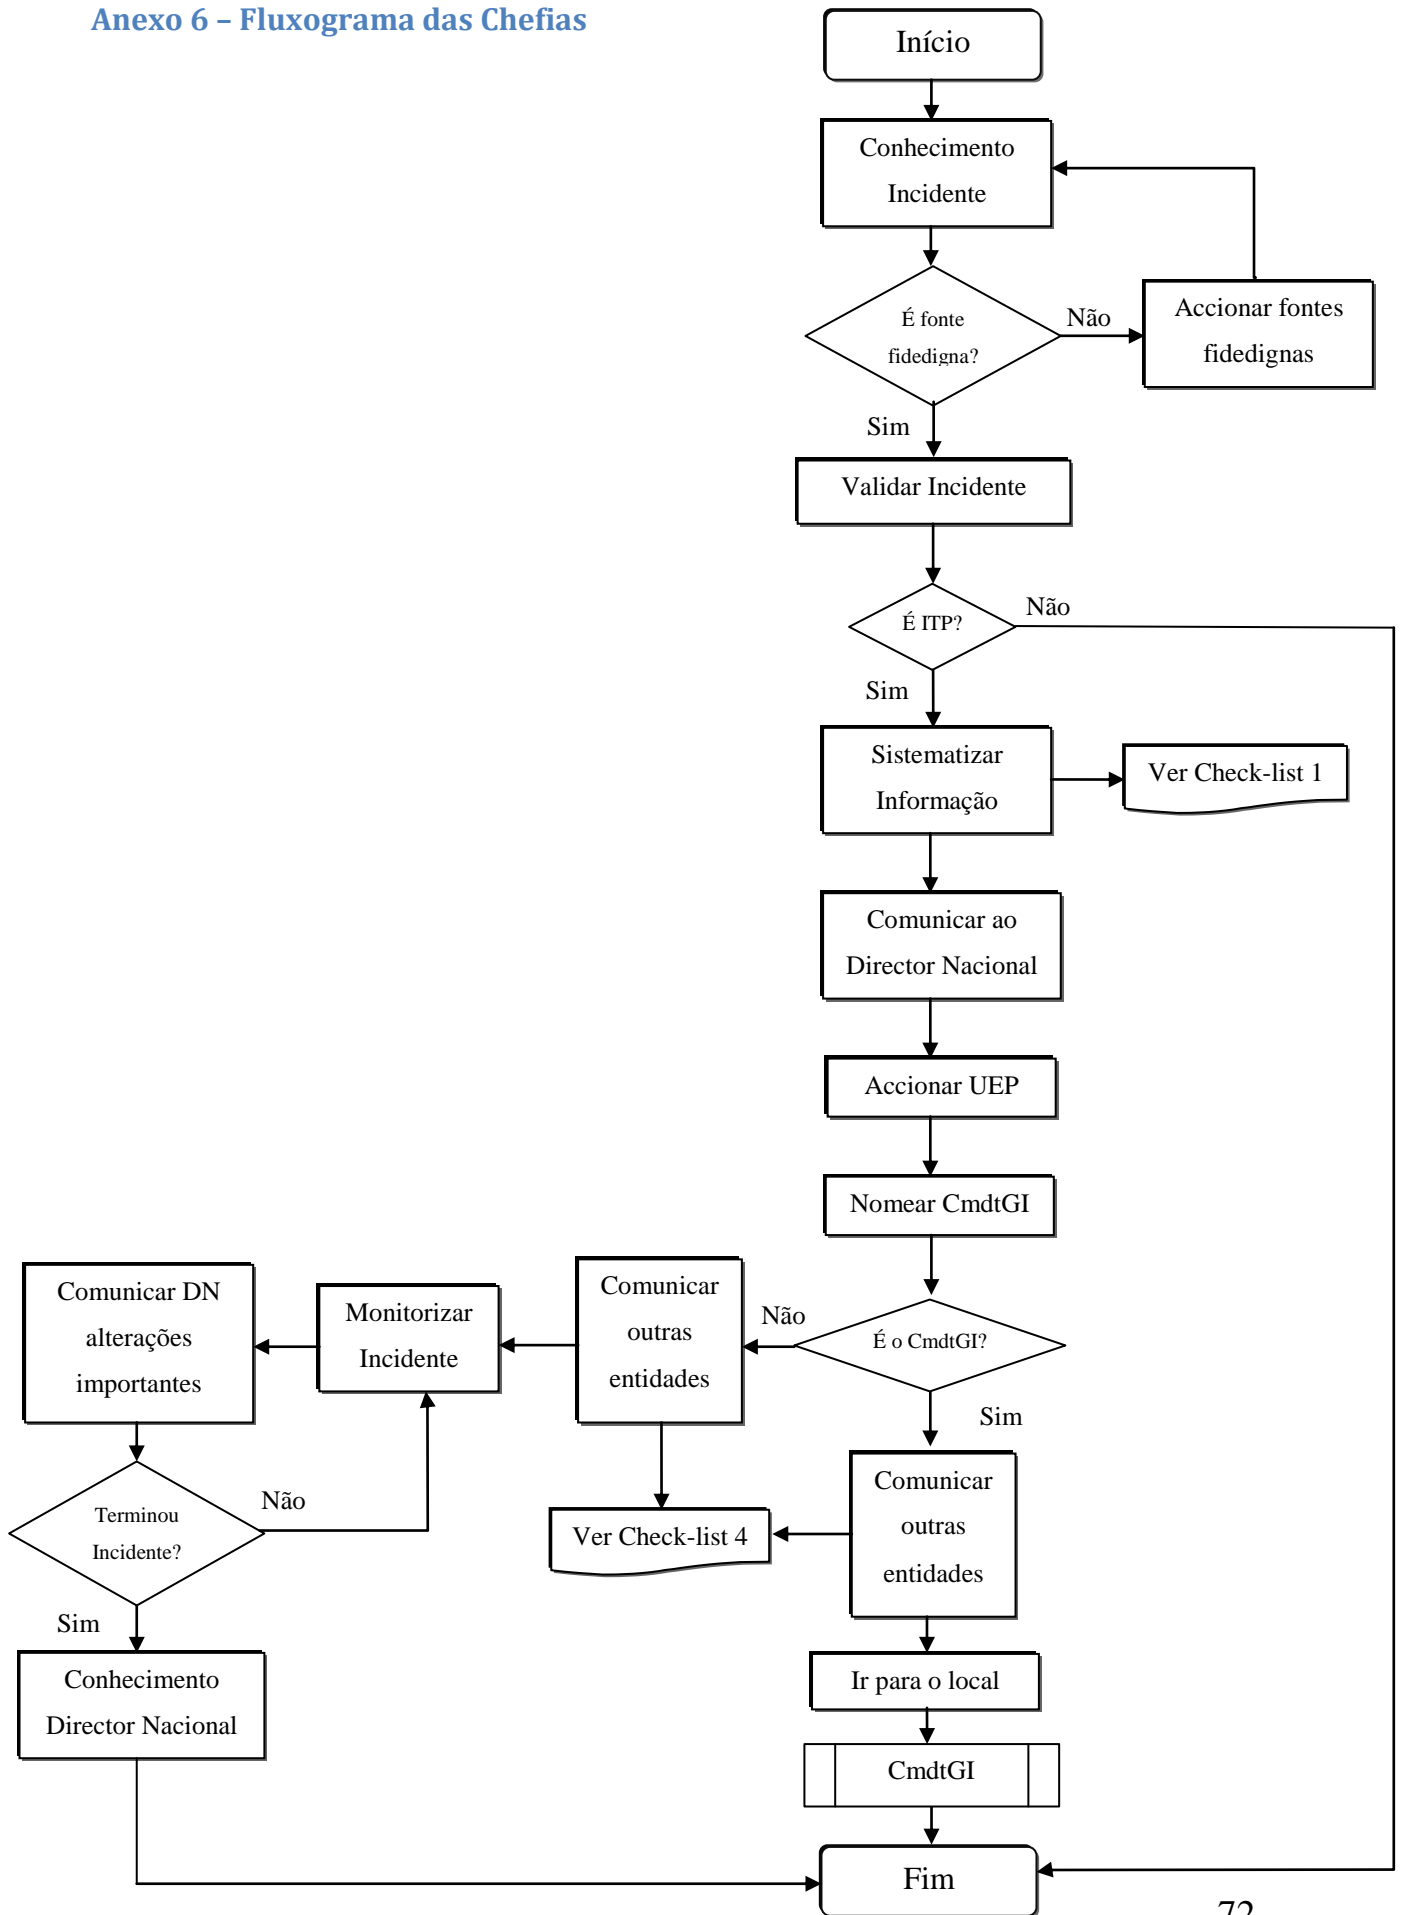 Anexo 6 – Fluxograma das Chefias
Início
Conhecimento
Incidente
É fonte
fidedigna?
Não
Accionar fontes
fidedignas
Sim
Validar Incidente
É ITP?
Não
Sim
Sistematizar
Informação
Ver Check-list 1
Comunicar ao
Director Nacional
Accionar UEP
Nomear CmdtGI
É o CmdtGI?
Não
Comunicar
outras
entidades
Monitorizar
Incidente
Comunicar DN
alterações
importantes
Sim
Comunicar
outras
entidades
Ver Check-list 4
Terminou
Incidente?
Não
Sim
Conhecimento
Director Nacional
Ir para o local
CmdtGI
Fim
72